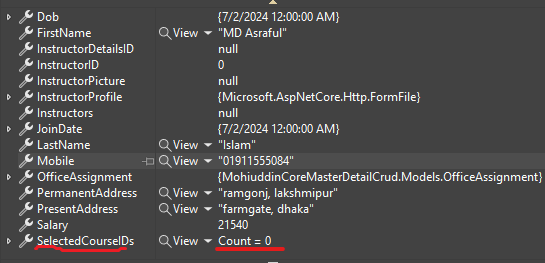 Dob {7/2/2024 12:00:00 AM}
FirstName View "MD Asraful"
InstructorDetailsID null
InstructorID 0
InstructorPicture null
InstructorProfile {Microsoft.AspNetCore.Http.FormFile}
Instructors null
JoinDate {7/2/2024 12:00:00 AM}
LastName View "Islam"
Mobile View "01911555084"
OfficeAssignment {MohiuddinCoreMasterDetailCrud.Models.OfficeAssignment}
PermanentAddress View "ramgonj, lakshmipur"
PresentAddress View "farmgate, dhaka"
Salary 21540
SelectedCourseIDs View Count = 0